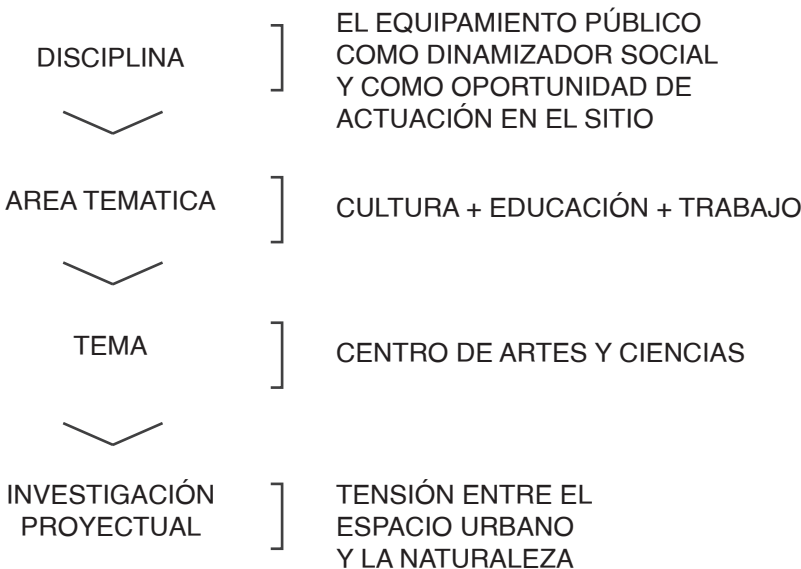 DISCIPLINA
EL EQUIPAMIENTO PÚBLICO
COMO DINAMIZADOR SOCIAL
Y COMO OPORTUNIDAD DE
ACTUACIÓN EN EL SITIO
AREA TEMATICA
CULTURA + EDUCACIÓN + TRABAJO
TEMA
CENTRO DE ARTES Y CIENCIAS
INVESTIGACIÓN
PROYECTUAL
TENSIÓN ENTRE EL
ESPACIO URBANO
Y LA NATURALEZA